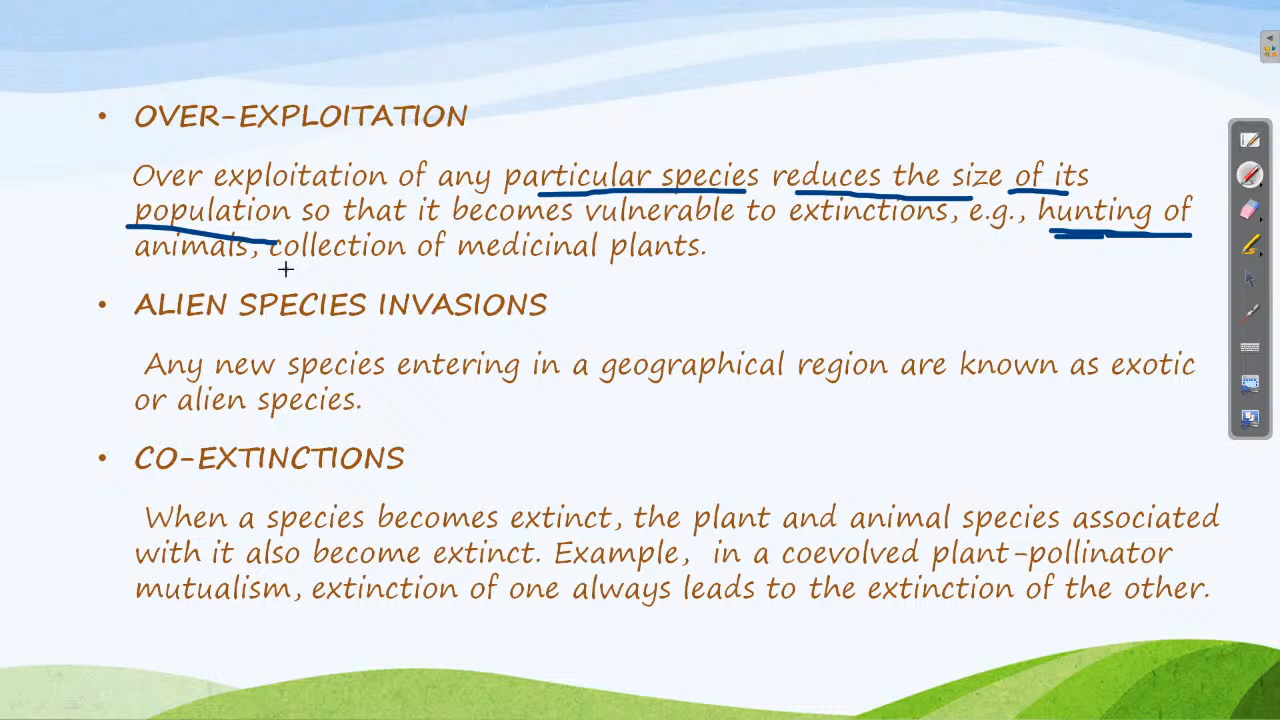 • OVER-EXPLOITATION
Over exploitation of any particular species reduces the size of its
population so that it becomes vulnerable to extinctions, e.g., hunting of
animals, collection of medicinal plants.
• ALIEN SPECIES INVASIONS
Any new species entering in a geographical region are known as exotic
or alien species.
• CO-EXTINCTIONS
When a species becomes extinct, the plant and animal species associated
with it also become extinct. Example, in a coevolved plant-pollinator
mutualism, extinction of one always leads to the extinction of the other.